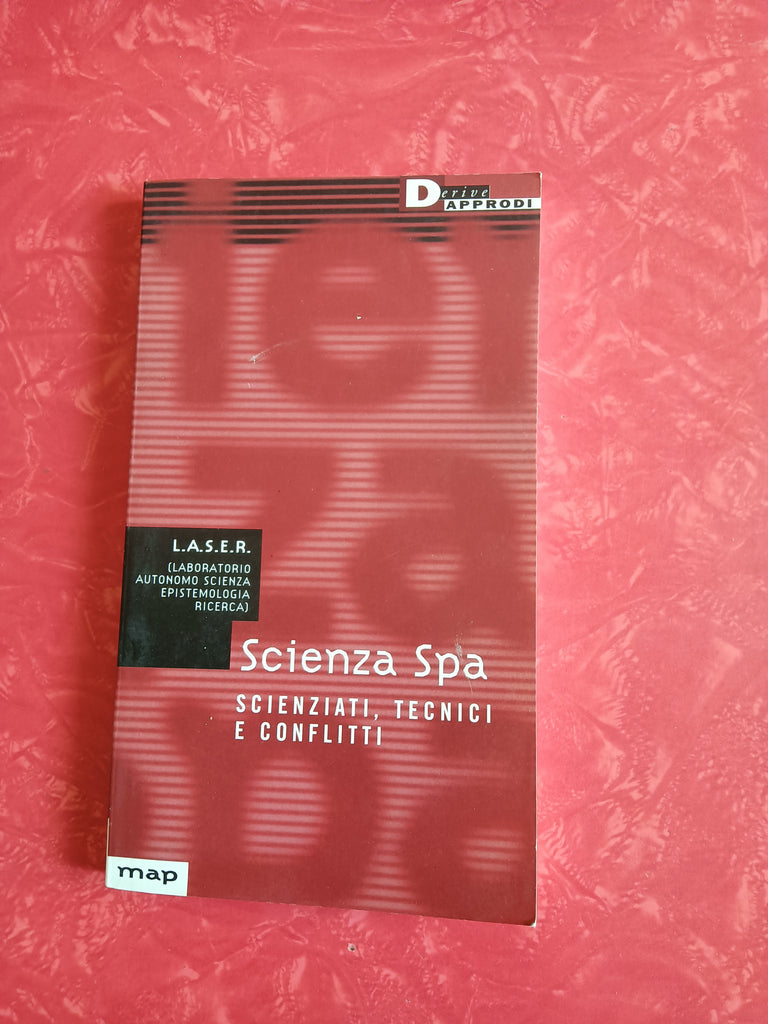 Derive
APPRODI
L.A.S.E.R.
(LABORATORIO
AUTONOMO SCIENZA
EPISTEMOLOGIA
RICERCA)
Scienza Spa
SCIENZIATI, TECNICI
E CONFLITTI
map